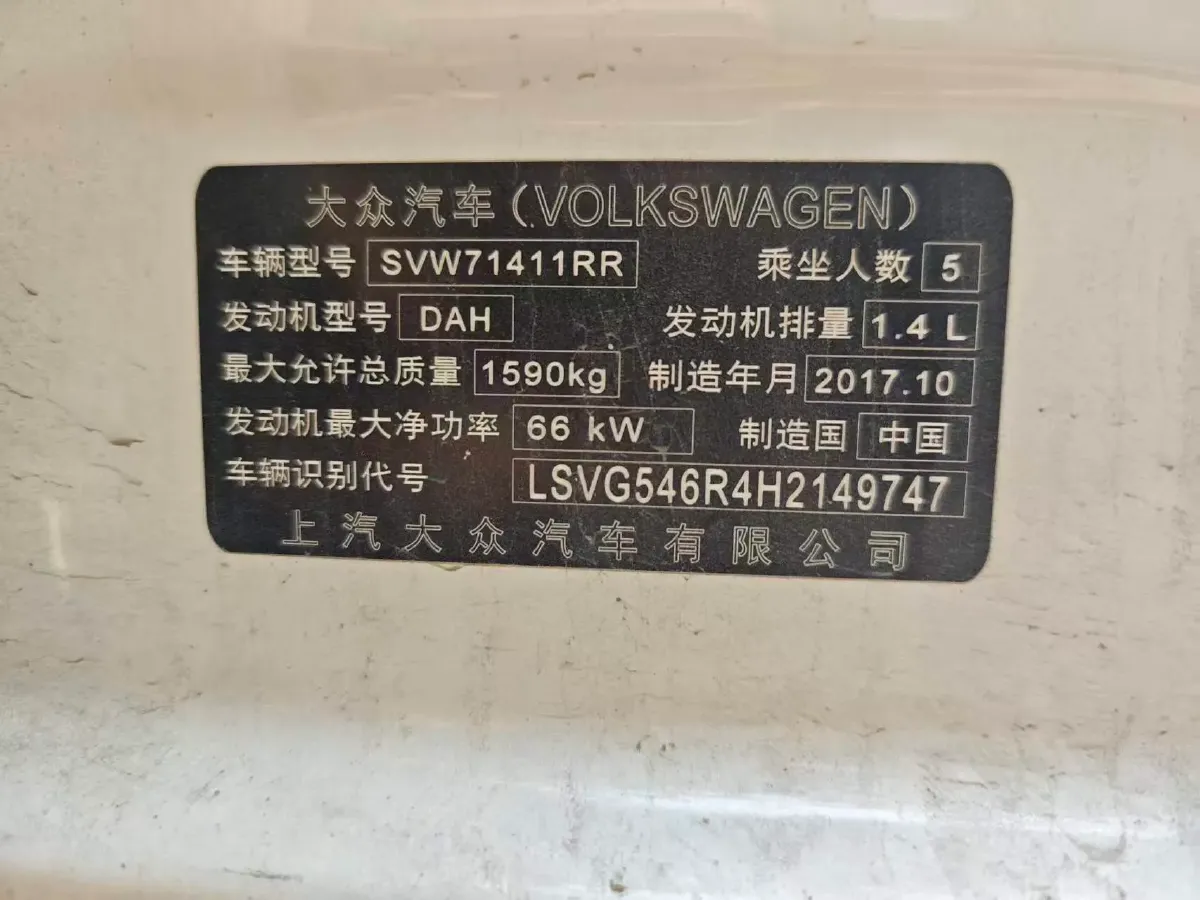 大众汽车(VOLKSWAGEN)
车辆型号 SVW71411RR 乘坐人数 5
发动机型号 DAH 发动机排量 1.4 L
最大允许总质量 1590kg 制造年月 2017.10
发动机最大净功率 66 kW 制造国 中国
车辆识别代号 LSVG546R4H2149747
上汽大众汽车有限公司